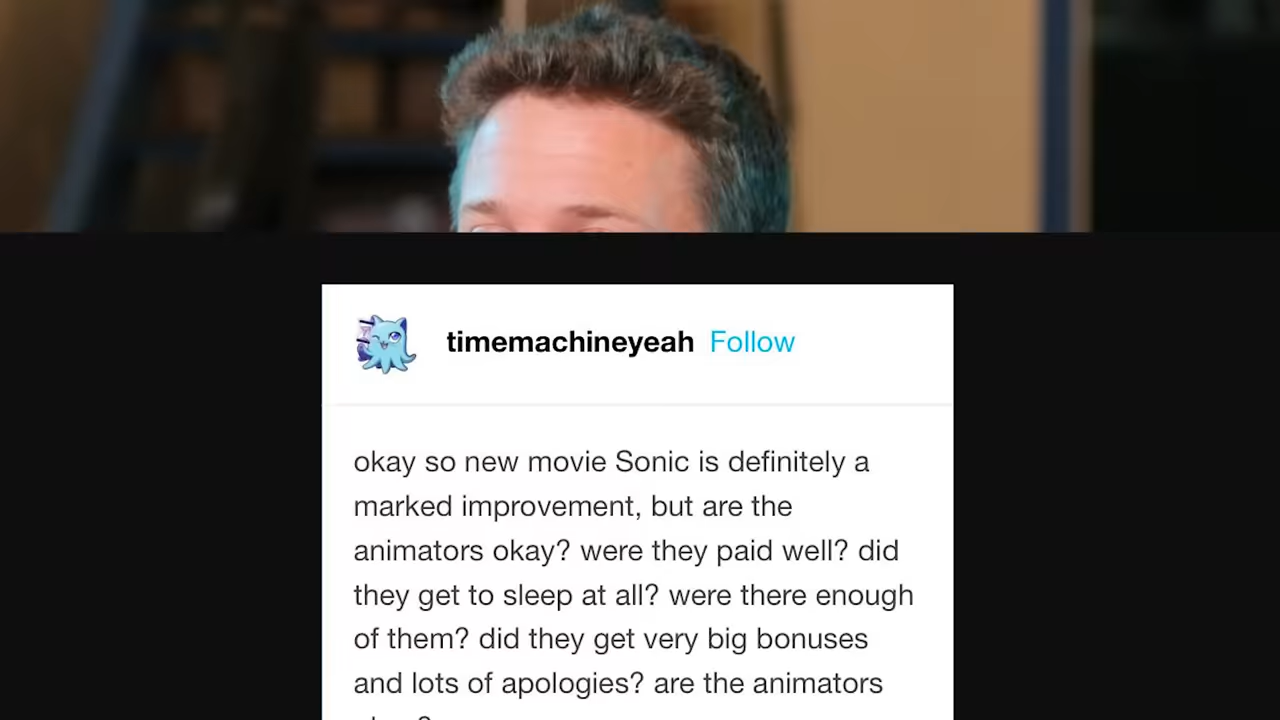 timemachineyeah Follow
okay so new movie Sonic is definitely a
marked improvement, but are the
animators okay? were they paid well? did
they get to sleep at all? were there enough
of them? did they get very big bonuses
and lots of apologies? are the animators